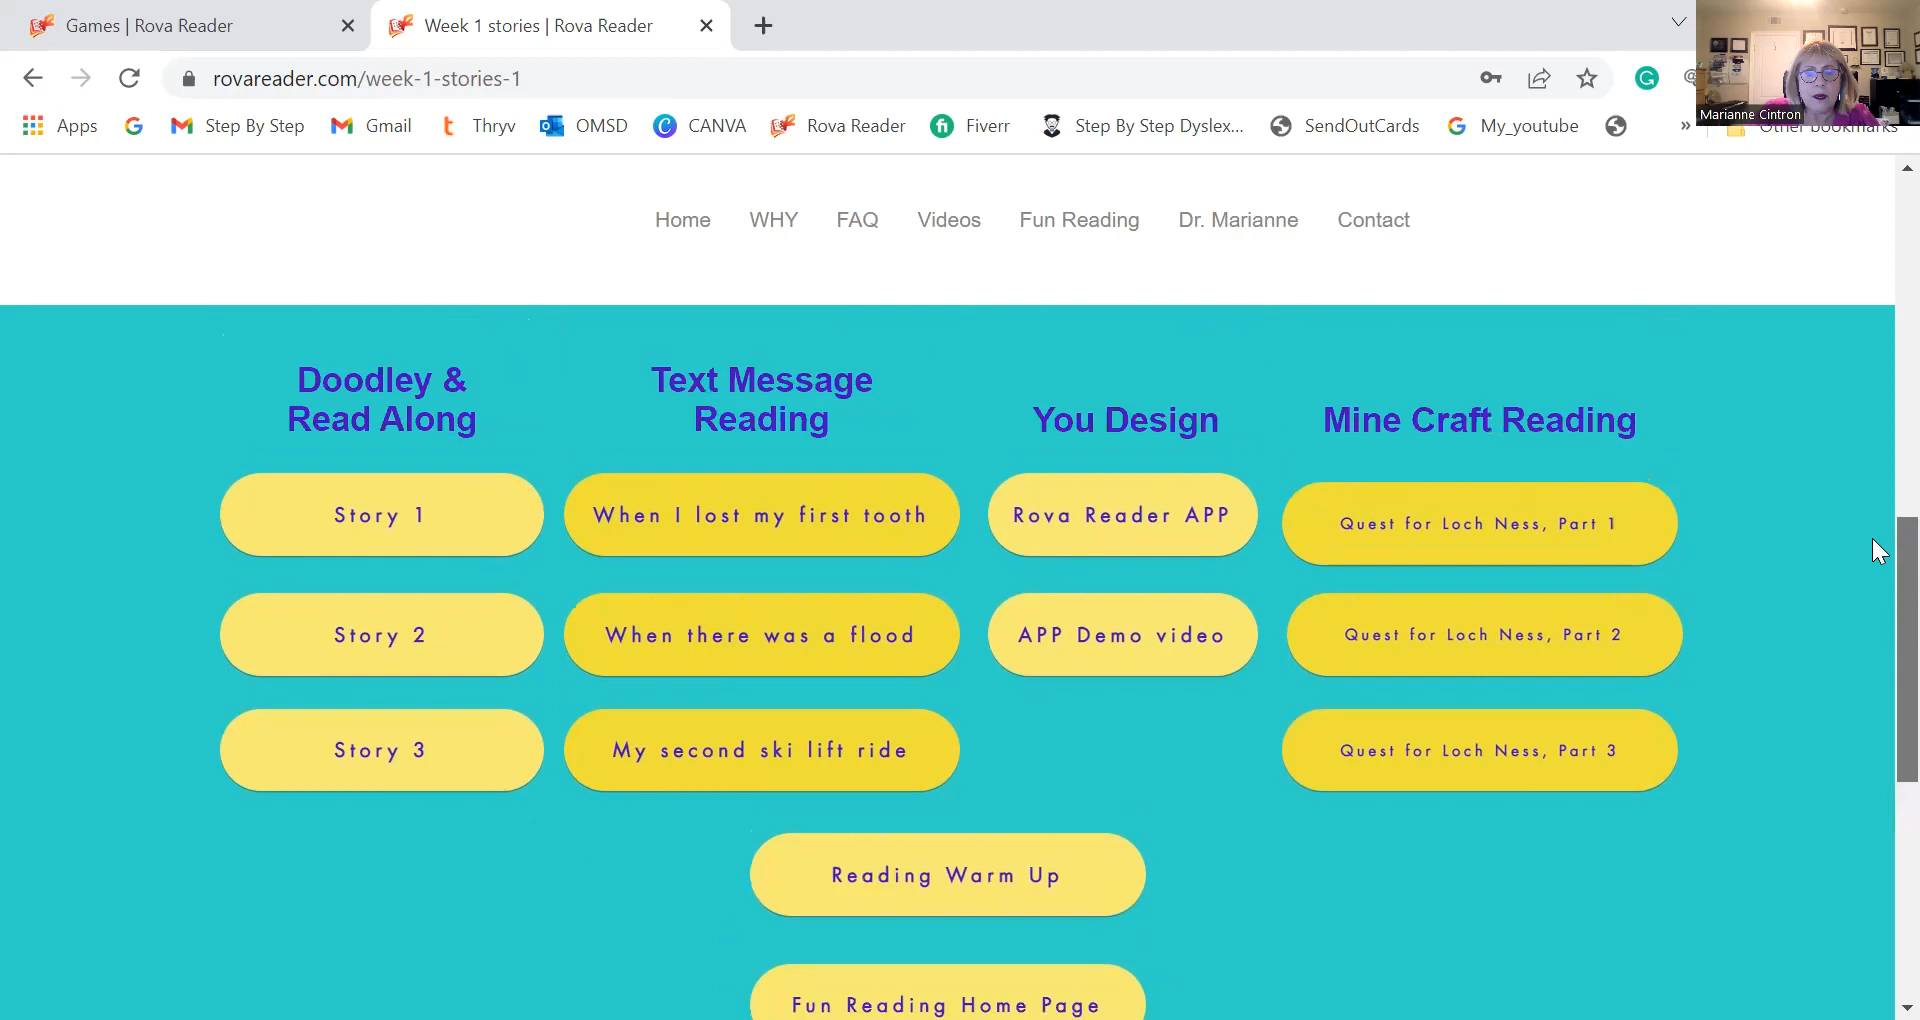 Games | Rova Reader
Week 1 stories | Rova Reader
rovareader.com/week-1-stories-1
Apps
Step By Step
Gmail
Thryv
OMSD
CANVA
Rova Reader
Fiverr
Step By Step Dyslex...
SendOutCards
My_youtube
»
Other bookmarks
Marianne Cintron
Home WHY FAQ Videos Fun Reading Dr. Marianne Contact
Doodley &
Read Along
Story 1
Story 2
Story 3
Text Message
Reading
When I lost my first tooth
When there was a flood
My second ski lift ride
You Design
Rova Reader APP
APP Demo video
Mine Craft Reading
Quest for Loch Ness, Part 1
Quest for Loch Ness, Part 2
Quest for Loch Ness, Part 3
Reading Warm Up
Fun Reading Home Page